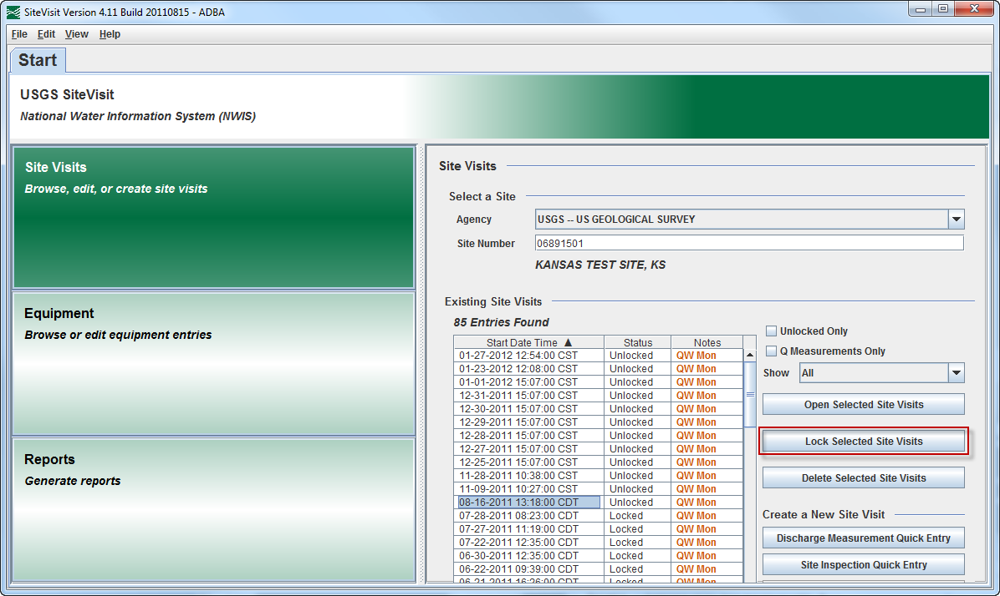 SiteVisit Version 4.11 Build 20110815 - ADBA
File Edit View Help
Start
USGS SiteVisit
National Water Information System (NWIS)
Site Visits
Browse, edit, or create site visits
Equipment
Browse or edit equipment entries
Reports
Generate reports
Site Visits
Select a Site
Agency USGS -- US GEOLOGICAL SURVEY
Site Number 06891501
KANSAS TEST SITE, KS
Existing Site Visits
85 Entries Found
Start Date Time ▲ Status Notes
01-27-2012 12:54:00 CST Unlocked QW Mon
01-23-2012 12:08:00 CST Unlocked QW Mon
01-01-2012 15:07:00 CST Unlocked QW Mon
12-31-2011 15:07:00 CST Unlocked QW Mon
12-30-2011 15:07:00 CST Unlocked QW Mon
12-29-2011 15:07:00 CST Unlocked QW Mon
12-28-2011 15:07:00 CST Unlocked QW Mon
12-27-2011 15:07:00 CST Unlocked QW Mon
12-25-2011 15:07:00 CST Unlocked QW Mon
11-28-2011 10:38:00 CST Unlocked QW Mon
11-09-2011 10:27:00 CST Unlocked QW Mon
08-16-2011 13:18:00 CDT Unlocked QW Mon
07-28-2011 08:23:00 CDT Locked QW Mon
07-27-2011 11:19:00 CDT Locked QW Mon
07-22-2011 12:35:00 CDT Locked QW Mon
06-30-2011 12:35:00 CDT Locked QW Mon
06-22-2011 09:39:00 CDT Locked QW Mon
06-21-2011 16:26:00 CDT Locked QW Mon
Unlocked Only
Q Measurements Only
Show All
Open Selected Site Visits
Lock Selected Site Visits
Delete Selected Site Visits
Create a New Site Visit
Discharge Measurement Quick Entry
Site Inspection Quick Entry